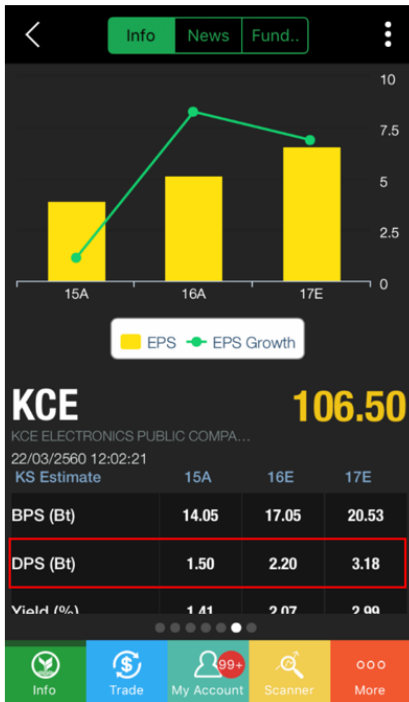 Info News Fund..
10
7.5
5
2.5
0
15A 16A 17E
EPS EPS Growth
KCE 106.50
KCE ELECTRONICS PUBLIC COMPA...
22/03/2560 12:02:21
KS Estimate 15A 16E 17E
BPS (Bt) 14.05 17.05 20.53
DPS (Bt) 1.50 2.20 3.18
Yield (%) 1.41 2.07 2.99
99+
Info Trade My Account Scanner More